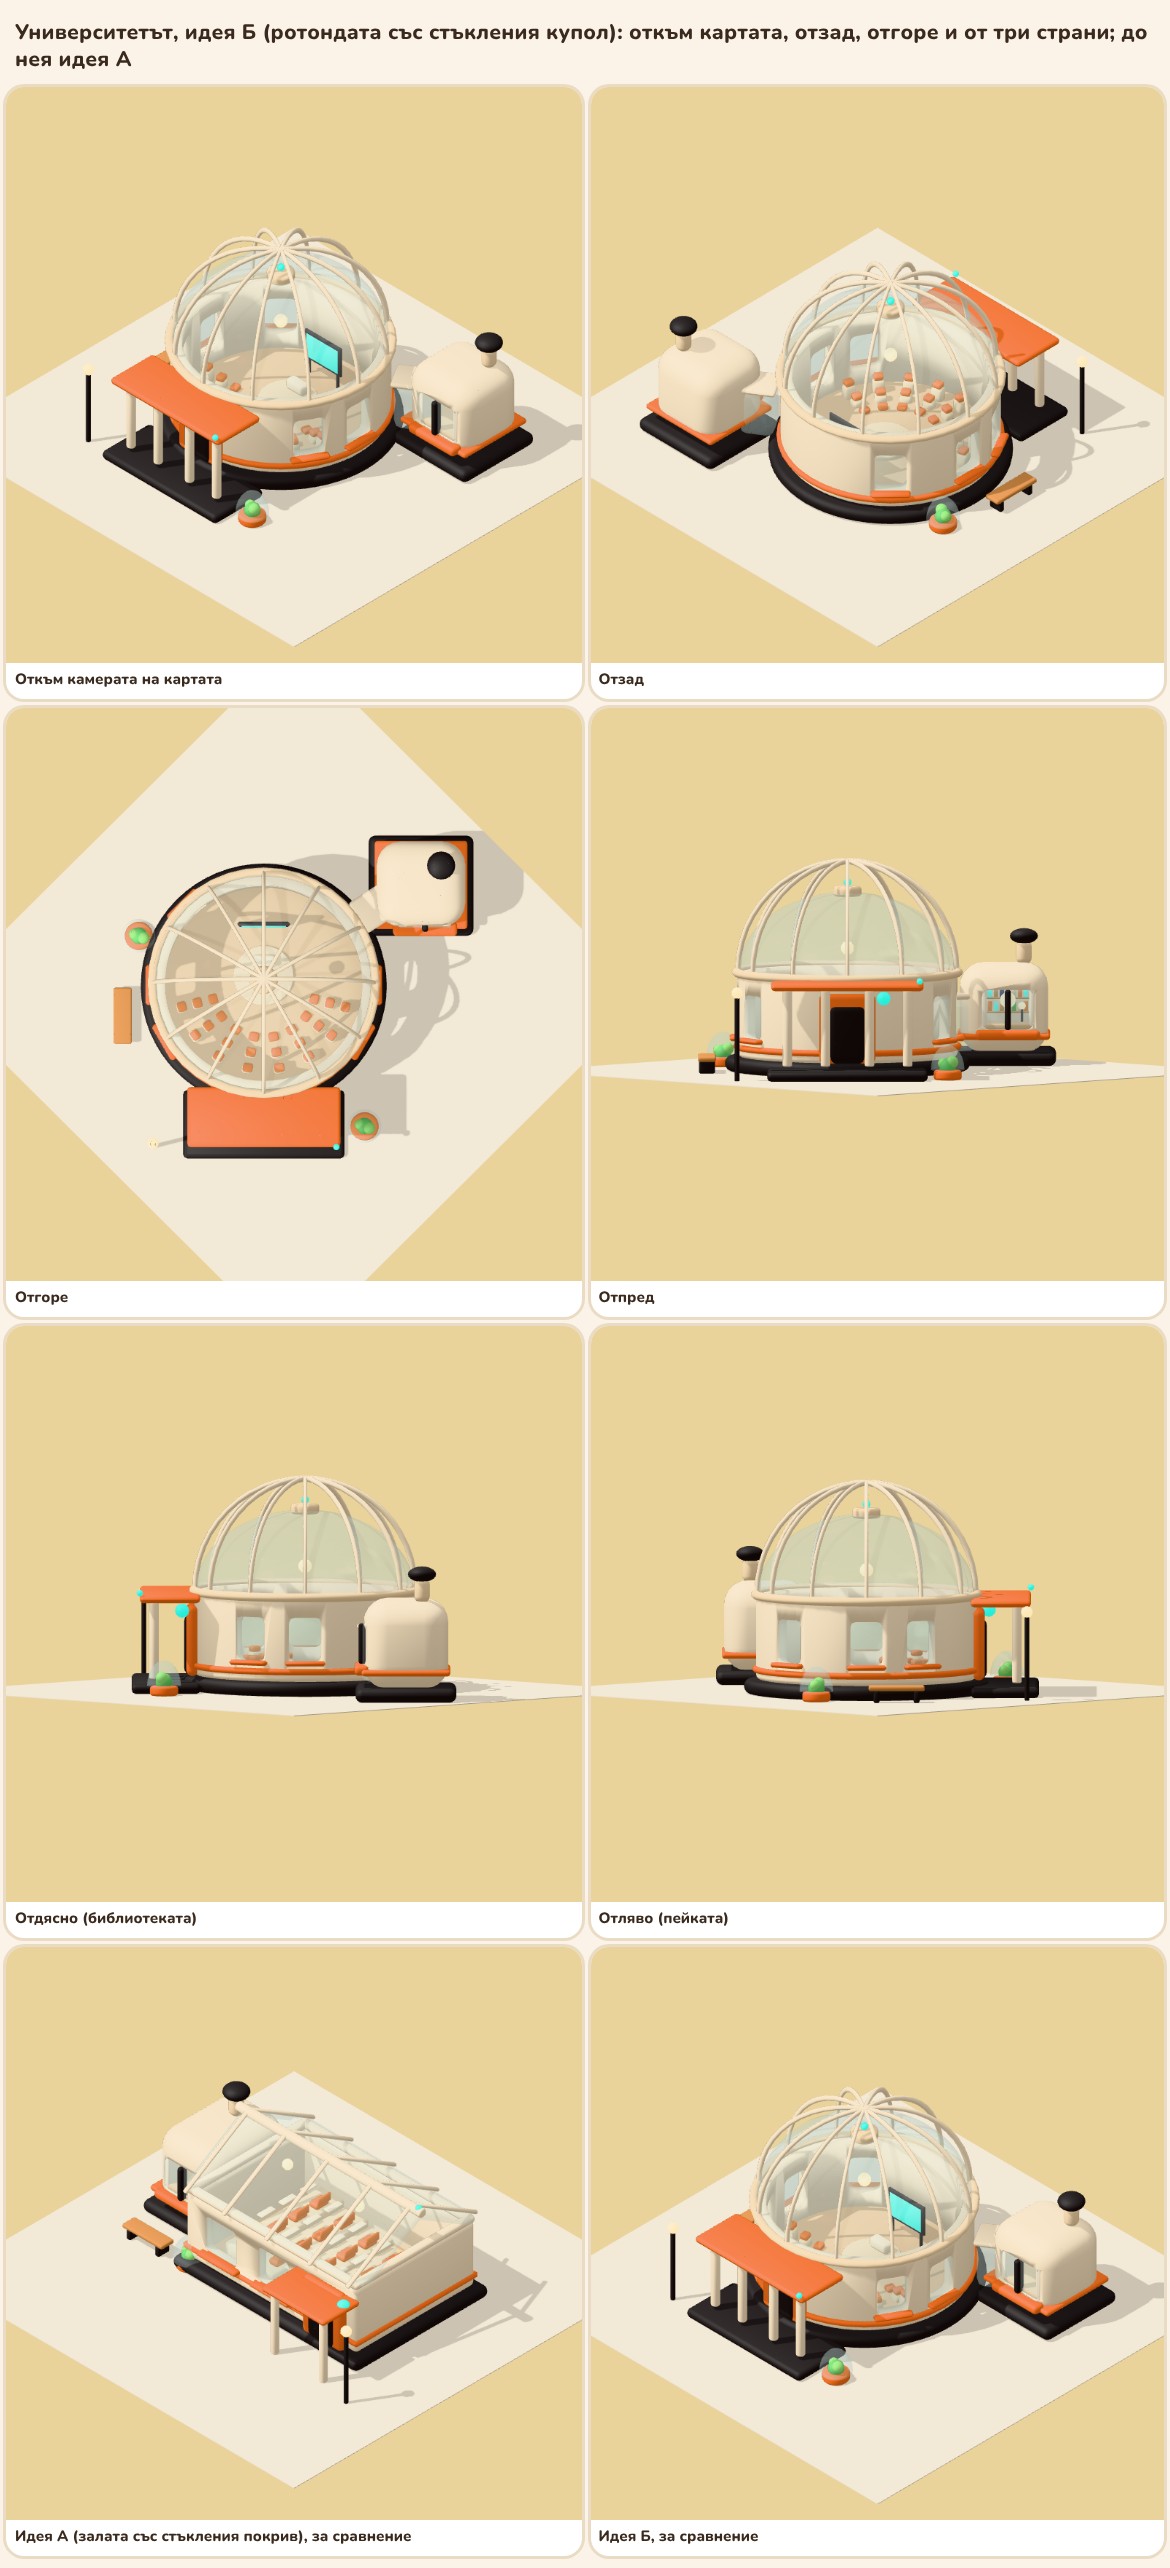 Университетът, идея Б (ротондата със стъкления купол): откъм картата, отзад, отгоре и от три страни; до
нея идея А
Откъм камерата на картата
Отзад
Отгоре
Отпред
Отдясно (библиотеката)
Отляво (пейката)
Идея А (залата със стъкления покрив), за сравнение
Идея Б, за сравнение